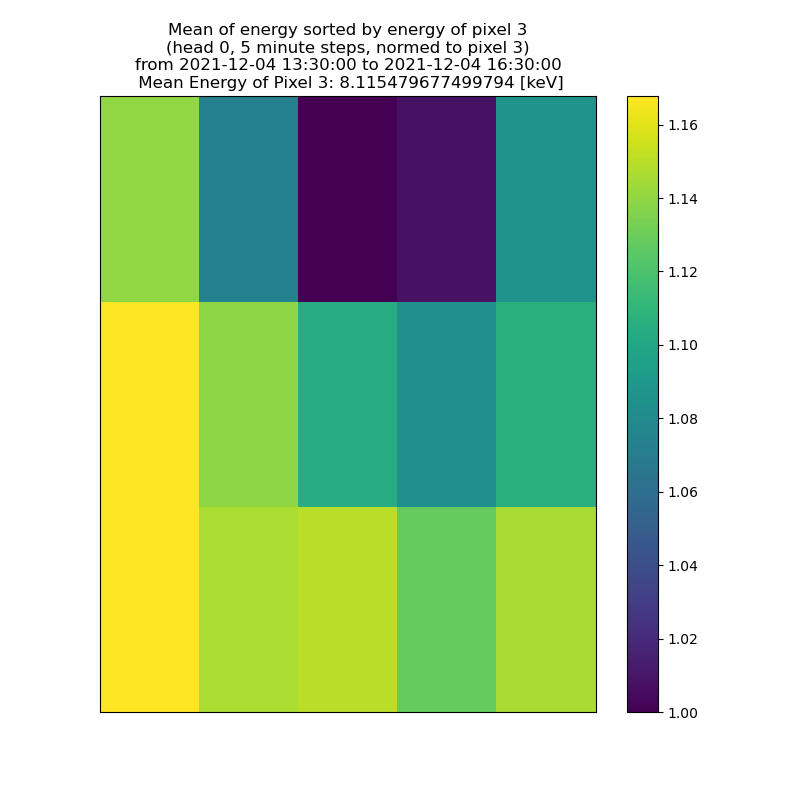 Mean of energy sorted by energy of pixel 3
(head 0, 5 minute steps, normed to pixel 3)
from 2021-12-04 13:30:00 to 2021-12-04 16:30:00
Mean Energy of Pixel 3: 8.115479677499794 [keV]
1.16
1.14
1.12
1.10
1.08
1.06
1.04
1.02
1.00